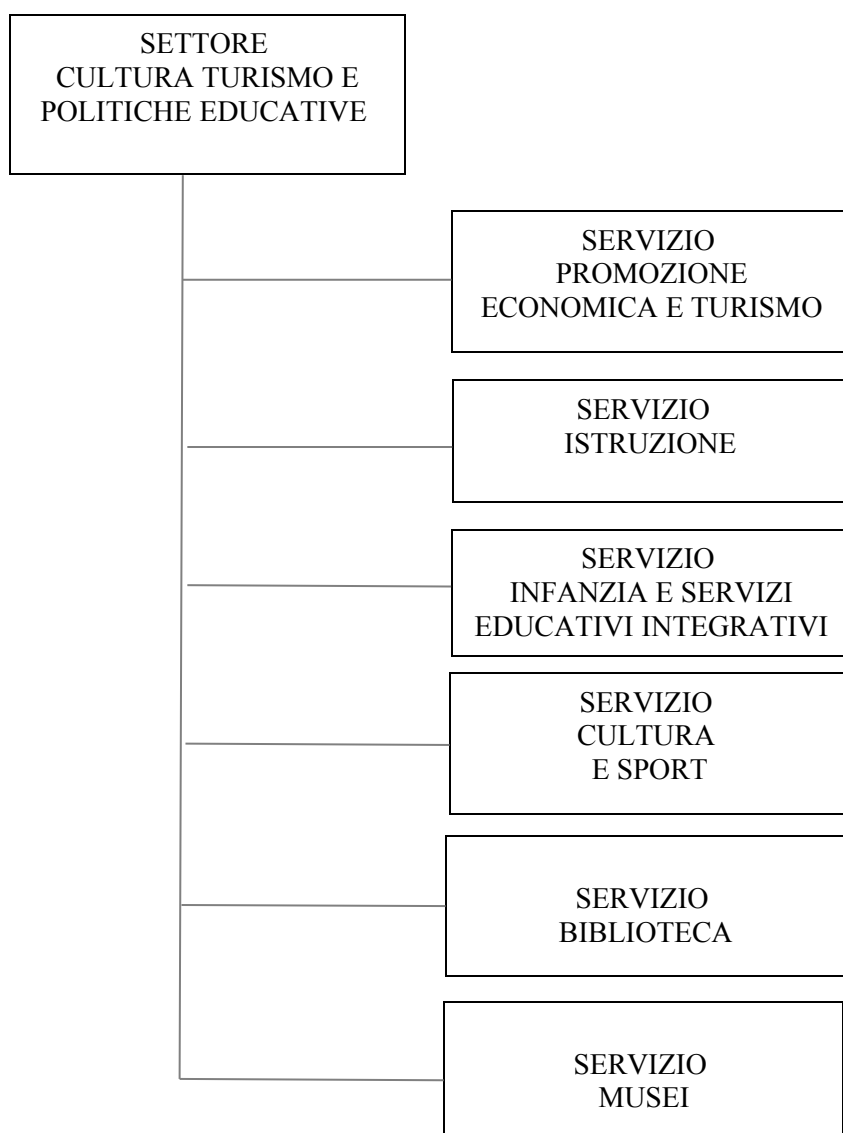 SETTORE
CULTURA TURISMO E
POLITICHE EDUCATIVE
SERVIZIO
PROMOZIONE
ECONOMICA E TURISMO
SERVIZIO
ISTRUZIONE
SERVIZIO
INFANZIA E SERVIZI
EDUCATIVI INTEGRATIVI
SERVIZIO
CULTURA
E SPORT
SERVIZIO
BIBLIOTECA
SERVIZIO
MUSEI